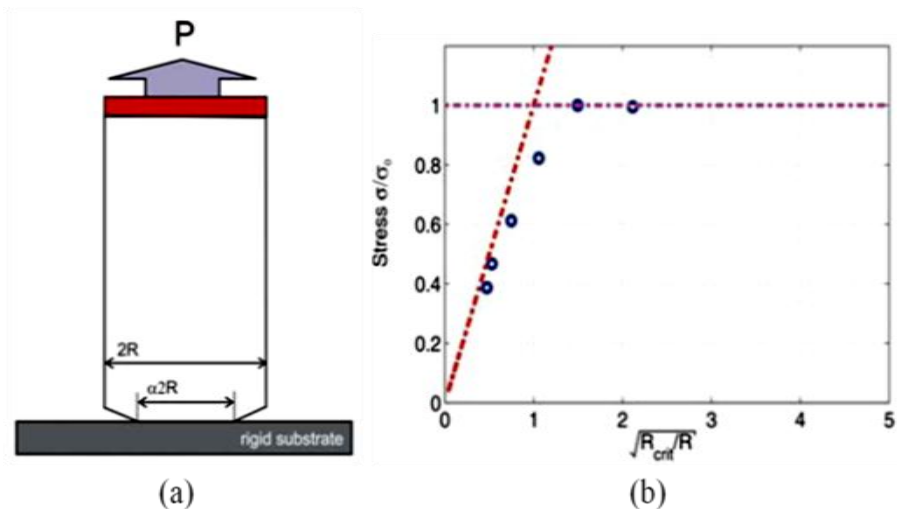 P
2R
α2R
rigid substrate
(a)
Stress σ/σ₀
1
0.8
0.6
0.4
0.2
0
0 1 2 3 4 5
√R_crit/R
(b)